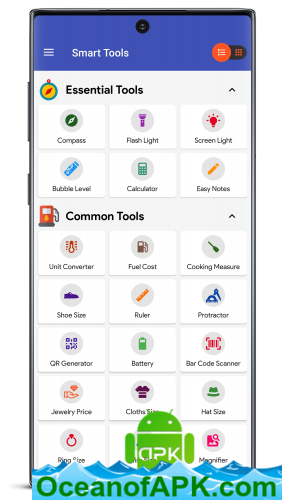 Smart Tools
Essential Tools
Compass
Flash Light
Screen Light
Bubble Level
Calculator
Easy Notes
Common Tools
Unit Converter
Fuel Cost
Cooking Measure
Shoe Size
Ruler
Protractor
QR Generator
Battery
Bar Code Scanner
Jewelry Price
Cloths Size
Hat Size
Ring Size
Magnifier
APK
OceanofAPK.com